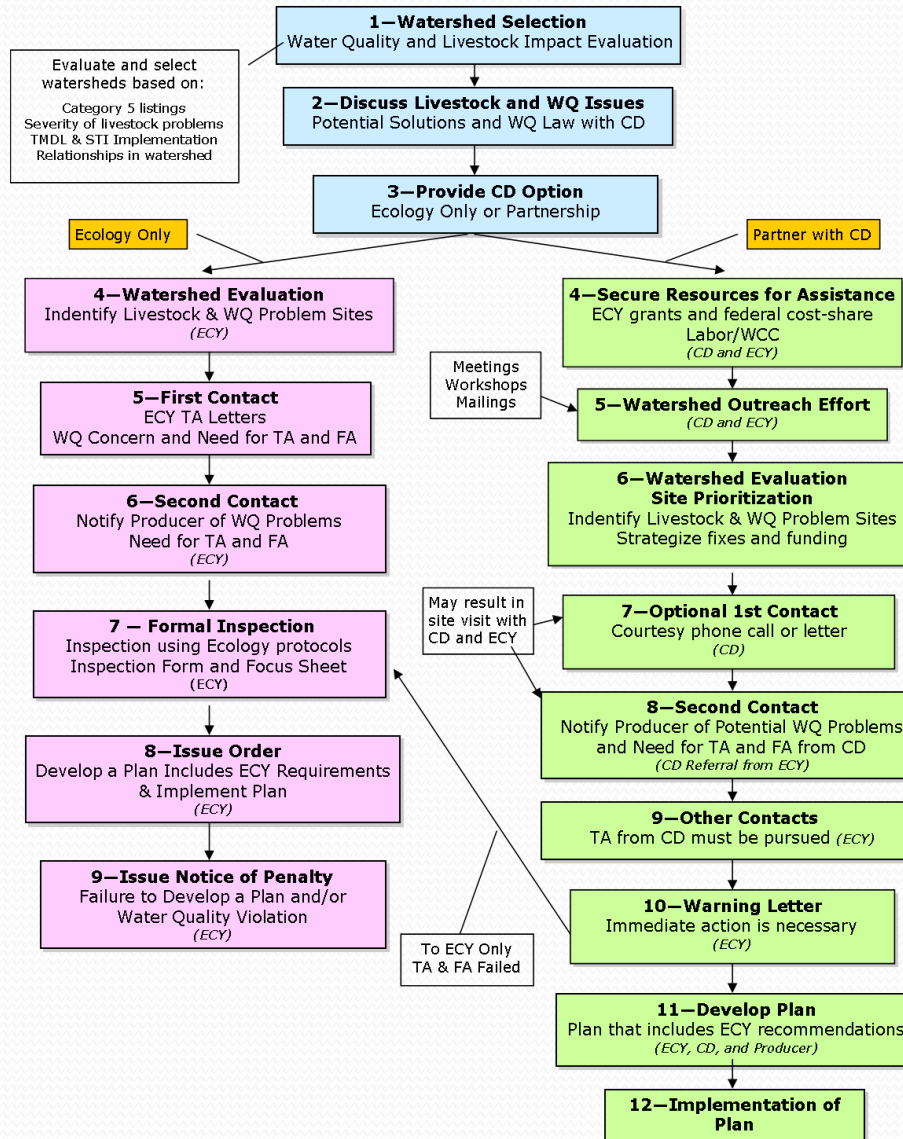 1—Watershed Selection
Water Quality and Livestock Impact Evaluation
Evaluate and select
watersheds based on:
Category 5 listings
Severity of livestock problems
TMDL & STI Implementation
Relationships in watershed
2—Discuss Livestock and WQ Issues
Potential Solutions and WQ Law with CD
3—Provide CD Option
Ecology Only or Partnership
Ecology Only
Partner with CD
4—Watershed Evaluation
Indentify Livestock & WQ Problem Sites
(ECY)
5—First Contact
ECY TA Letters
WQ Concern and Need for TA and FA
6—Second Contact
Notify Producer of WQ Problems
Need for TA and FA
(ECY)
7 — Formal Inspection
Inspection using Ecology protocols
Inspection Form and Focus Sheet
(ECY)
8—Issue Order
Develop a Plan Includes ECY Requirements
& Implement Plan
(ECY)
9—Issue Notice of Penalty
Failure to Develop a Plan and/or
Water Quality Violation
(ECY)
4—Secure Resources for Assistance
ECY grants and federal cost-share
Labor/WCC
(CD and ECY)
Meetings
Workshops
Mailings
5—Watershed Outreach Effort
(CD and ECY)
6—Watershed Evaluation
Site Prioritization
Indentify Livestock & WQ Problem Sites
Strategize fixes and funding
May result in
site visit with
CD and ECY
7—Optional 1st Contact
Courtesy phone call or letter
(CD)
8—Second Contact
Notify Producer of Potential WQ Problems
and Need for TA and FA from CD
(CD Referral from ECY)
9—Other Contacts
TA from CD must be pursued (ECY)
10—Warning Letter
Immediate action is necessary
(ECY)
To ECY Only
TA & FA Failed
11—Develop Plan
Plan that includes ECY recommendations
(ECY, CD, and Producer)
12—Implementation of
Plan